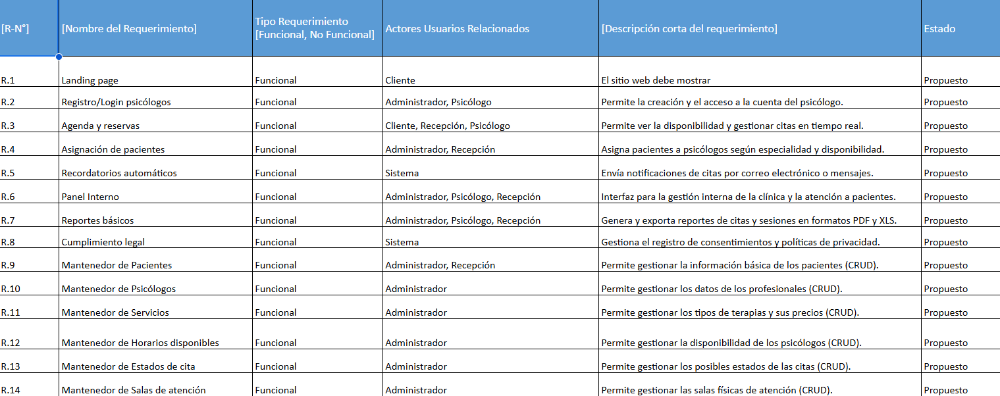 [R-N°] [Nombre del Requerimiento] Tipo Requerimiento [Funcional, No Funcional] Actores Usuarios Relacionados [Descripción corta del requerimiento] Estado
R.1 Landing page Funcional Cliente El sitio web debe mostrar Propuesto
R.2 Registro/Login psicólogos Funcional Administrador, Psicólogo Permite la creación y el acceso a la cuenta del psicólogo. Propuesto
R.3 Agenda y reservas Funcional Cliente, Recepción, Psicólogo Permite ver la disponibilidad y gestionar citas en tiempo real. Propuesto
R.4 Asignación de pacientes Funcional Administrador, Recepción Asigna pacientes a psicólogos según especialidad y disponibilidad. Propuesto
R.5 Recordatorios automáticos Funcional Sistema Envía notificaciones de citas por correo electrónico o mensajes. Propuesto
R.6 Panel Interno Funcional Administrador, Psicólogo, Recepción Interfaz para la gestión interna de la clínica y la atención a pacientes. Propuesto
R.7 Reportes básicos Funcional Administrador, Psicólogo, Recepción Genera y exporta reportes de citas y sesiones en formatos PDF y XLS. Propuesto
R.8 Cumplimiento legal Funcional Sistema Gestiona el registro de consentimientos y políticas de privacidad. Propuesto
R.9 Mantenedor de Pacientes Funcional Administrador, Recepción Permite gestionar la información básica de los pacientes (CRUD). Propuesto
R.10 Mantenedor de Psicólogos Funcional Administrador Permite gestionar los datos de los profesionales (CRUD). Propuesto
R.11 Mantenedor de Servicios Funcional Administrador Permite gestionar los tipos de terapias y sus precios (CRUD). Propuesto
R.12 Mantenedor de Horarios disponibles Funcional Administrador Permite gestionar la disponibilidad de los psicólogos (CRUD). Propuesto
R.13 Mantenedor de Estados de cita Funcional Administrador Permite gestionar los posibles estados de las citas (CRUD). Propuesto
R.14 Mantenedor de Salas de atención Funcional Administrador Permite gestionar las salas físicas de atención (CRUD). Propuesto